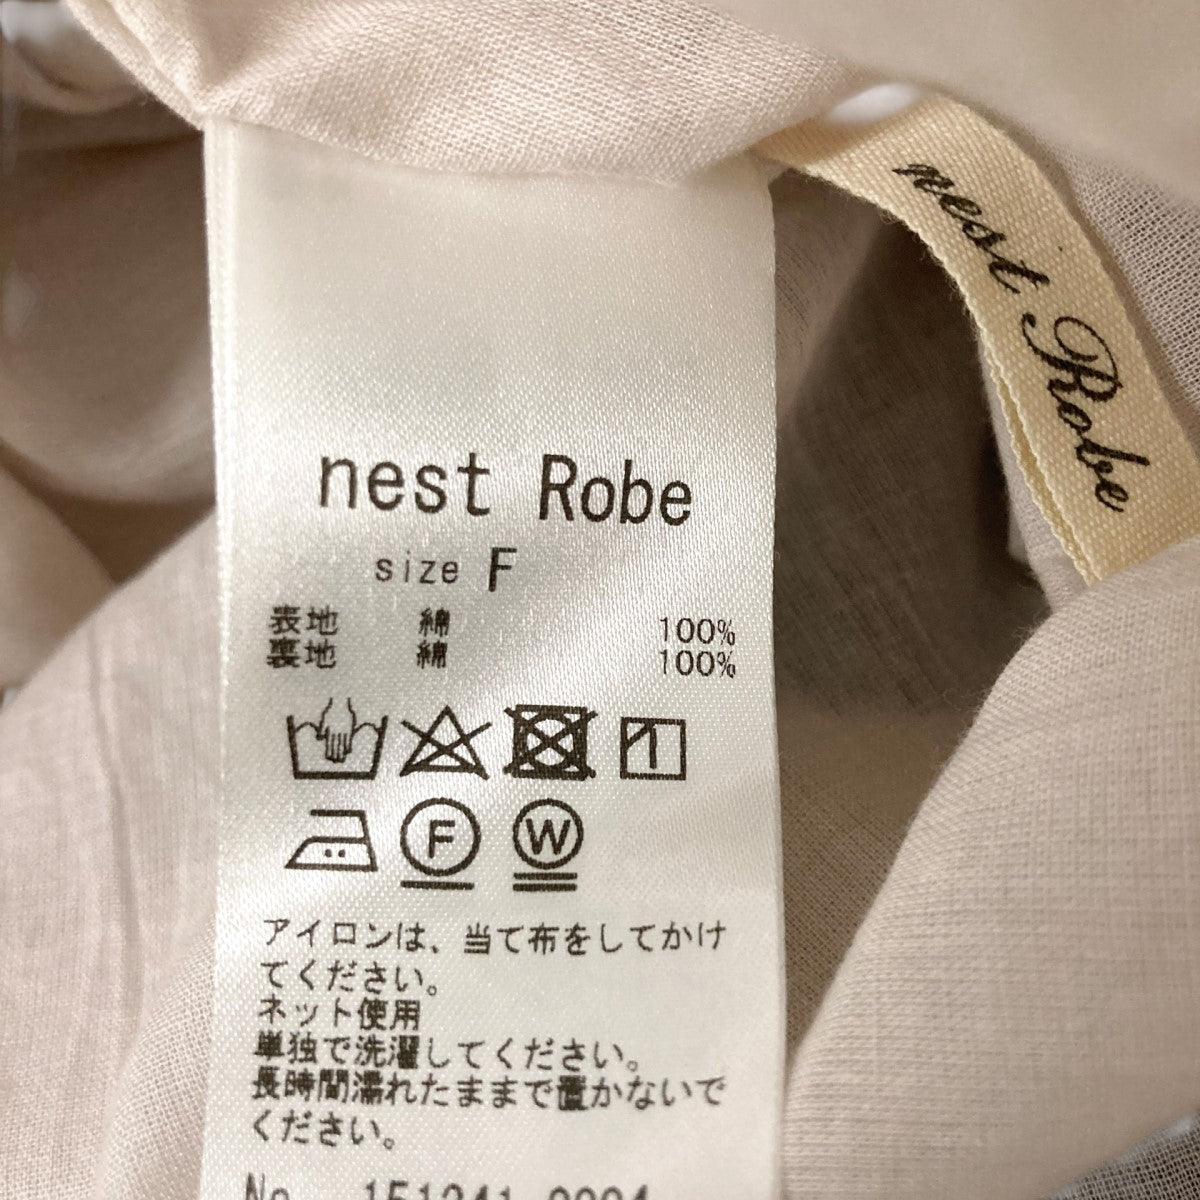 nest Robe
nest Robe
size F
表地 綿 100%
裏地 綿 100%
F W
アイロンは、当て布をしてかけ
てください。
ネット使用
単独で洗濯してください。
長時間濡れたままで置かないで
ください。
No.